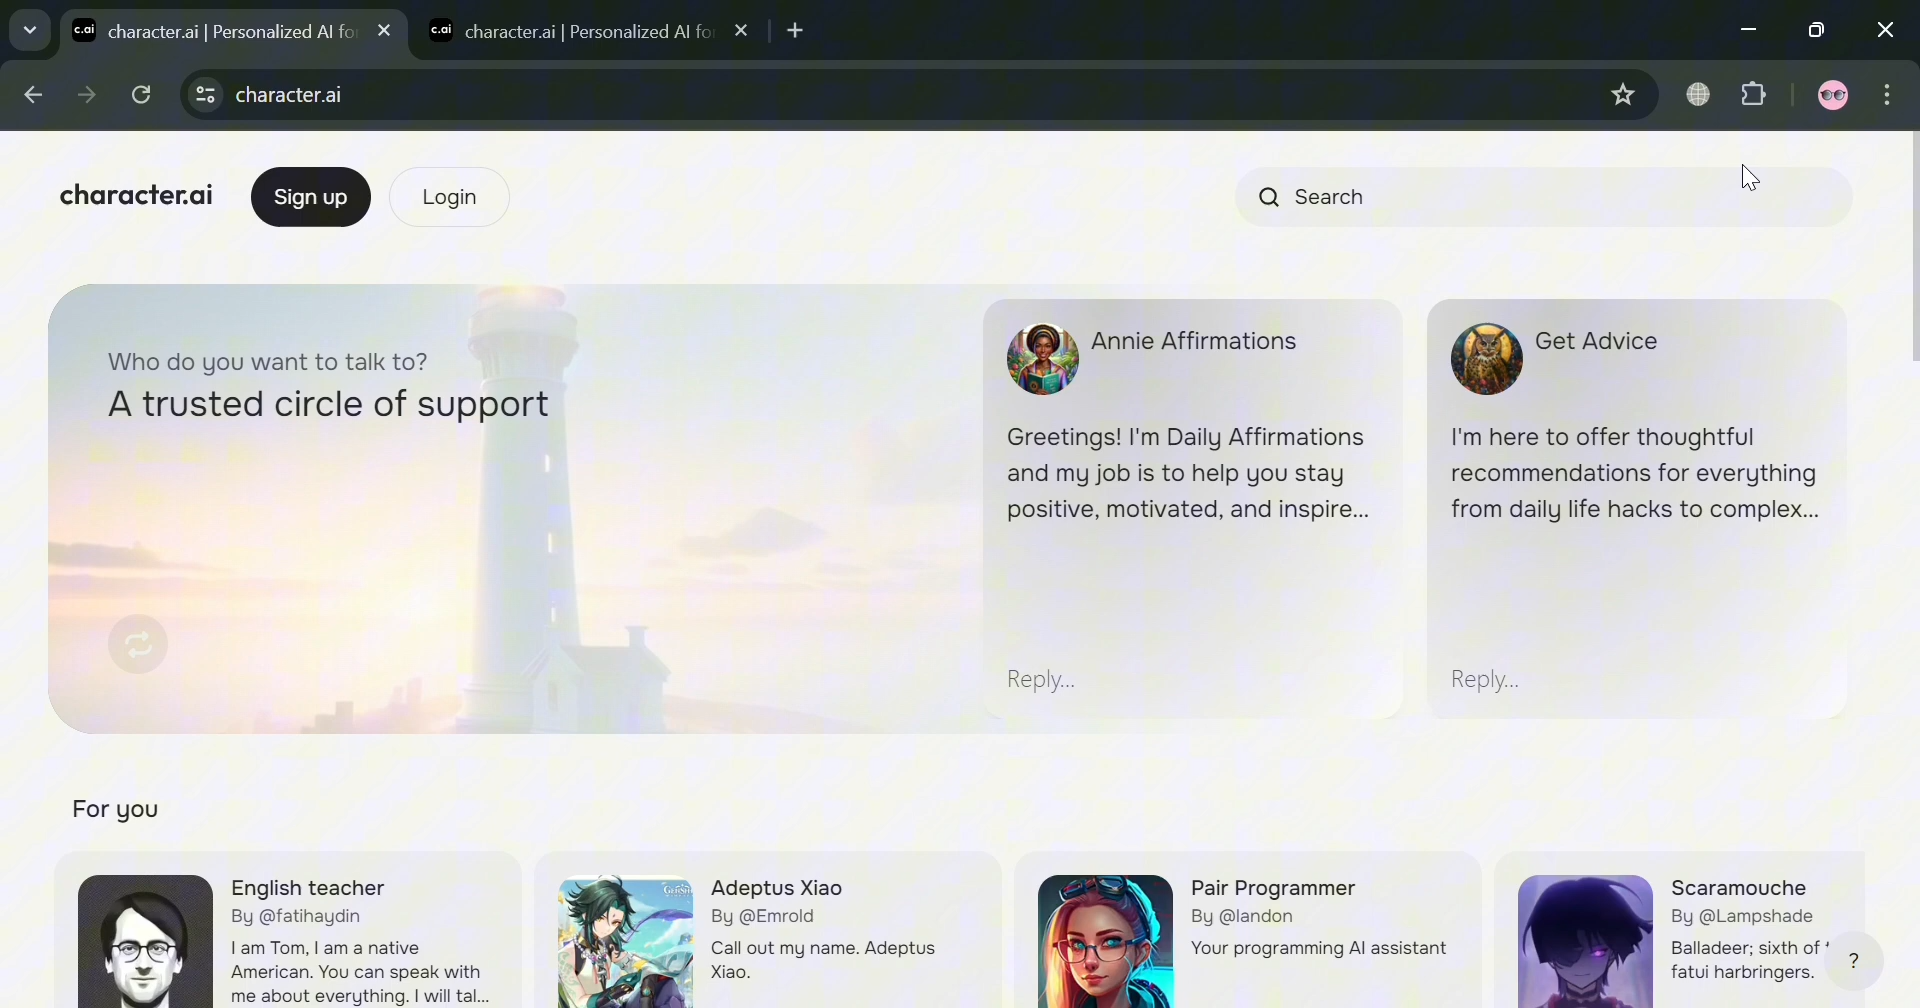 c.ai character.ai | Personalized AI for
c.ai character.ai | Personalized AI for
character.ai
character.ai
Sign up
Login
Search
Who do you want to talk to?
A trusted circle of support
Annie Affirmations
Greetings! I'm Daily Affirmations
and my job is to help you stay
positive, motivated, and inspire...
Reply...
Get Advice
I'm here to offer thoughtful
recommendations for everything
from daily life hacks to complex...
Reply...
For you
English teacher
By @fatihaydin
I am Tom, I am a native
American. You can speak with
me about everything. I will tal...
Adeptus Xiao
By @Emrold
Call out my name. Adeptus
Xiao.
Pair Programmer
By @landon
Your programming AI assistant
Scaramouche
By @Lampshade
Balladeer; sixth of
fatui harbringers.
?